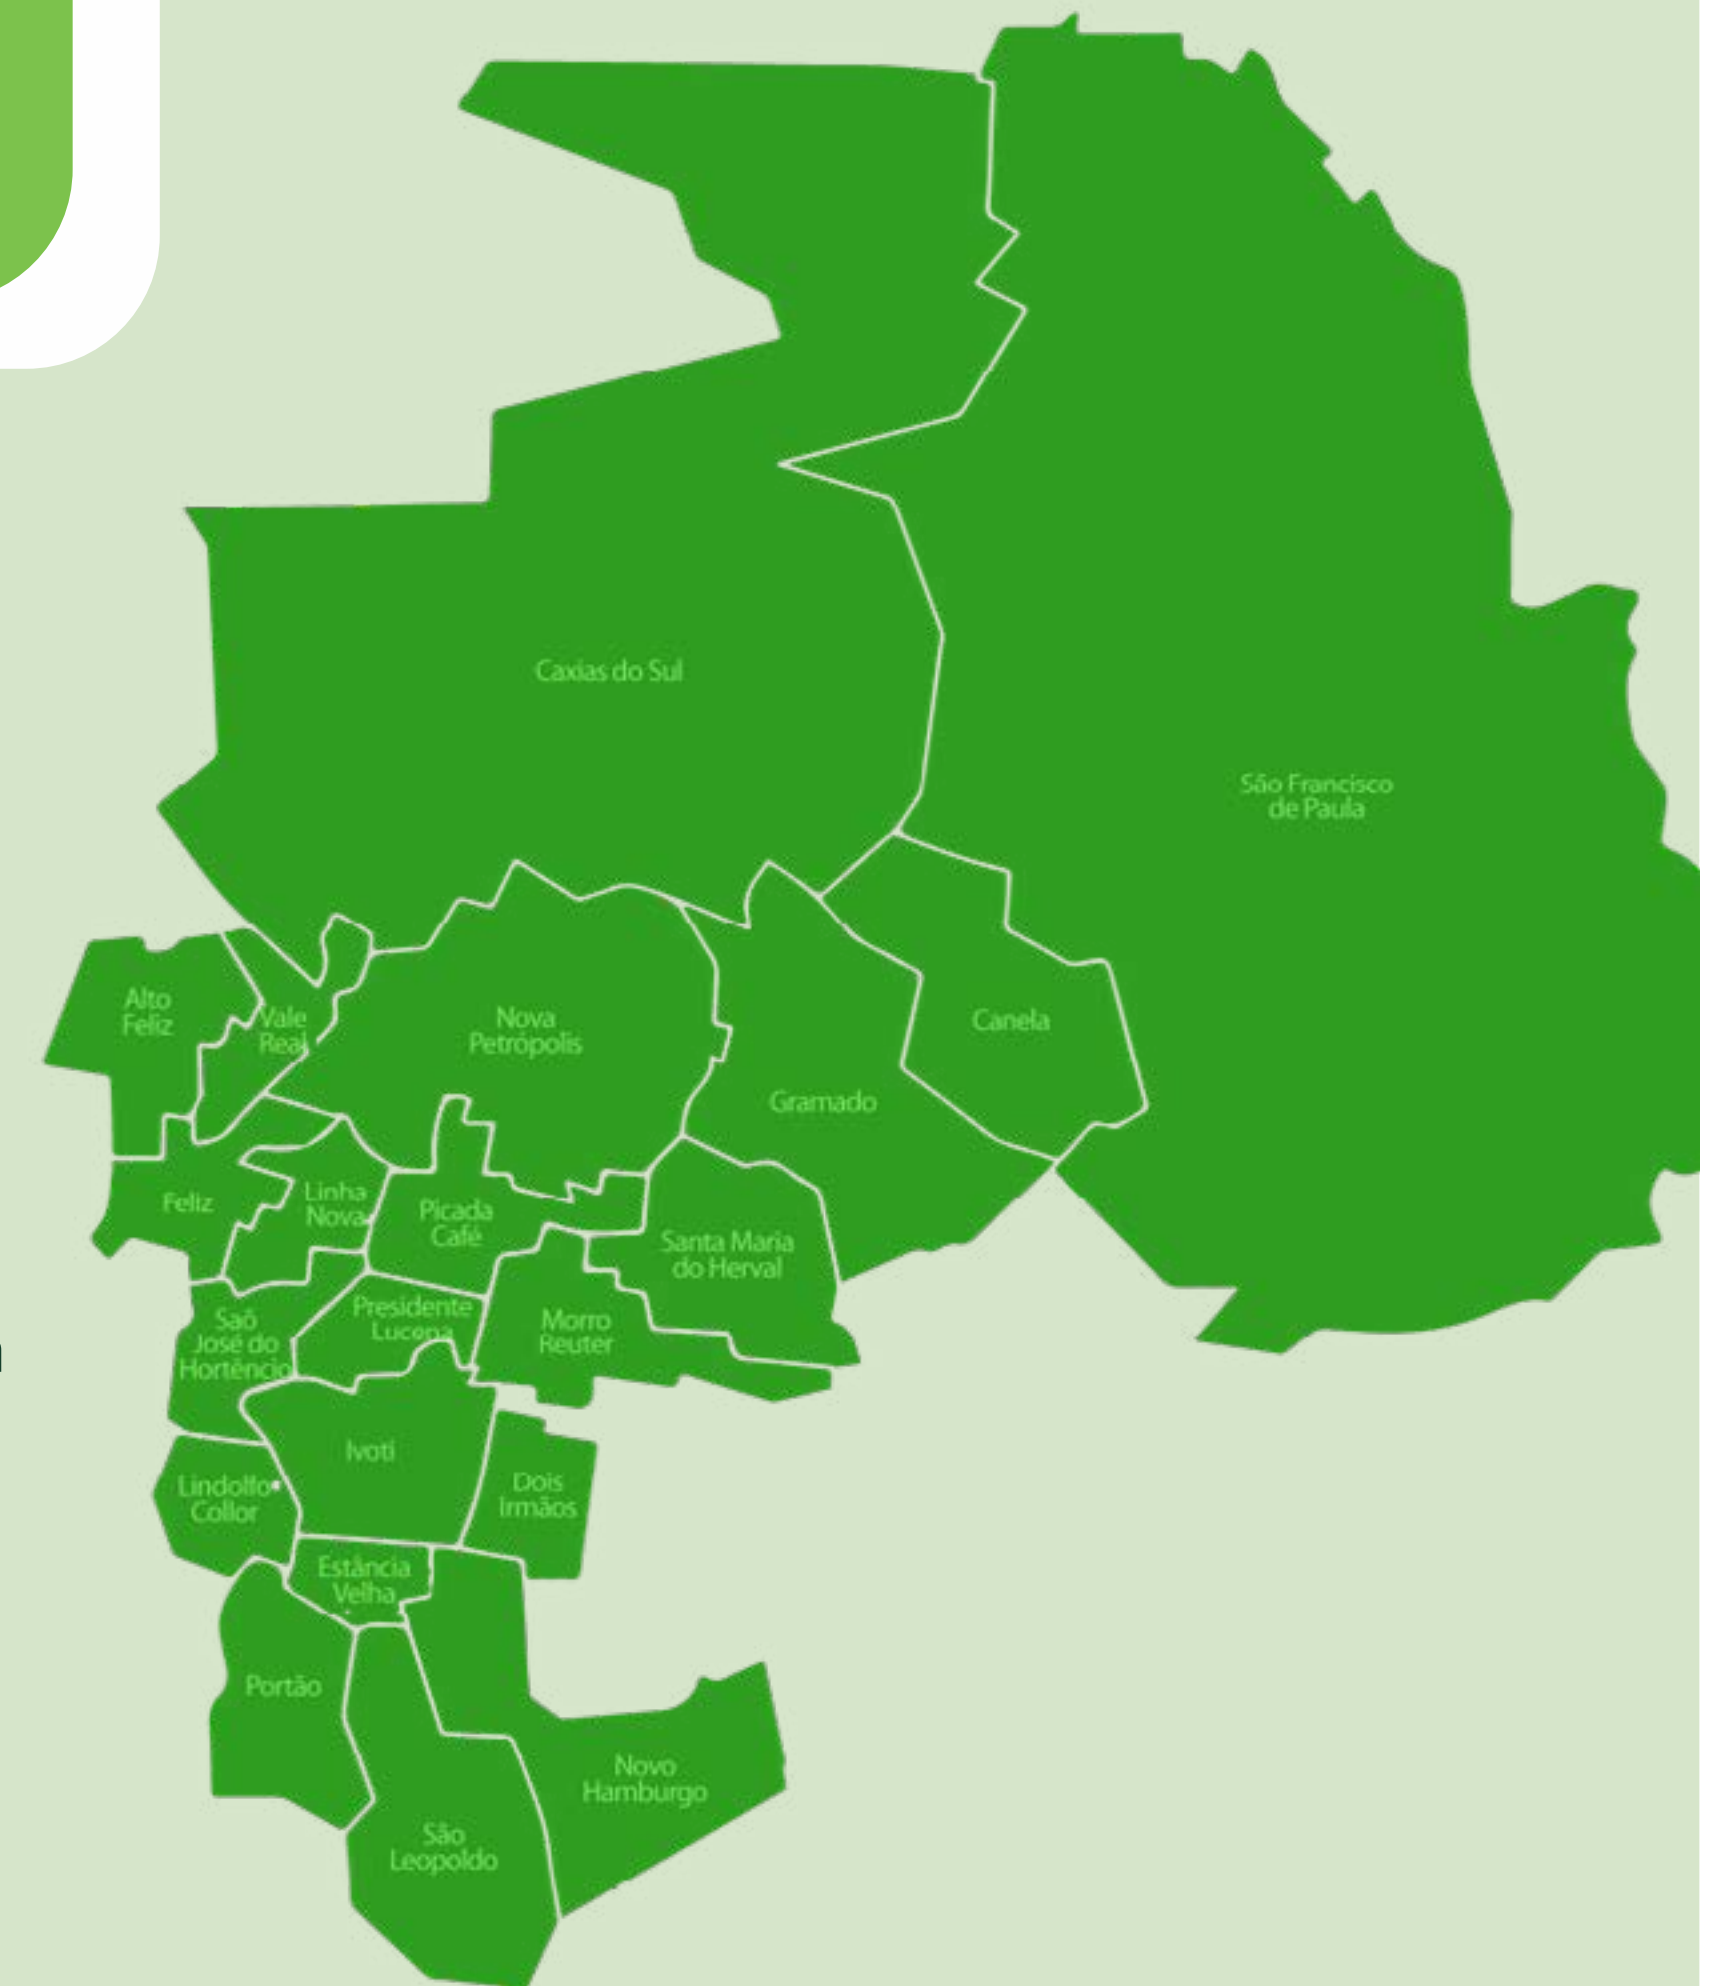 Caxias do Sul
São Francisco
de Paula
Alto
Feliz
Vale
Real
Nova
Petrópolis
Canela
Gramado
Feliz
Linha
Nova
Picada
Café
Santa Maria
do Herval
Saõ
José do
Hortêncio
Presidente
Lucena
Morro
Reuter
Ivoti
Lindolfo
Collor
Dois
Irmãos
Estância
Velha
Portão
Novo
Hamburgo
São
Leopoldo